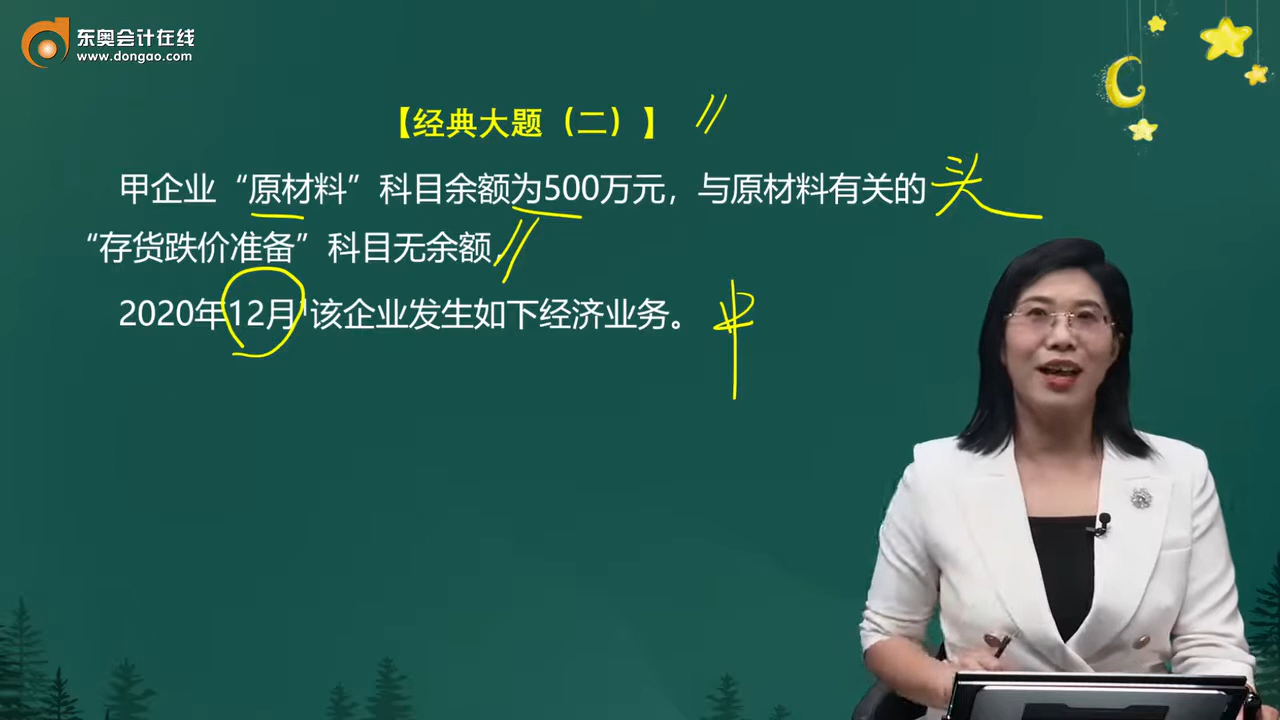 东奥会计在线
www.dongao.com
【经典大题（二）】
甲企业“原材料”科目余额为500万元，与原材料有关的 头
“存货跌价准备”科目无余额，
2020年12月，该企业发生如下经济业务。 中